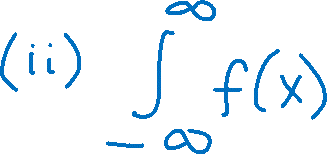 (ii) ∫_{-∞}^{∞} f(x)